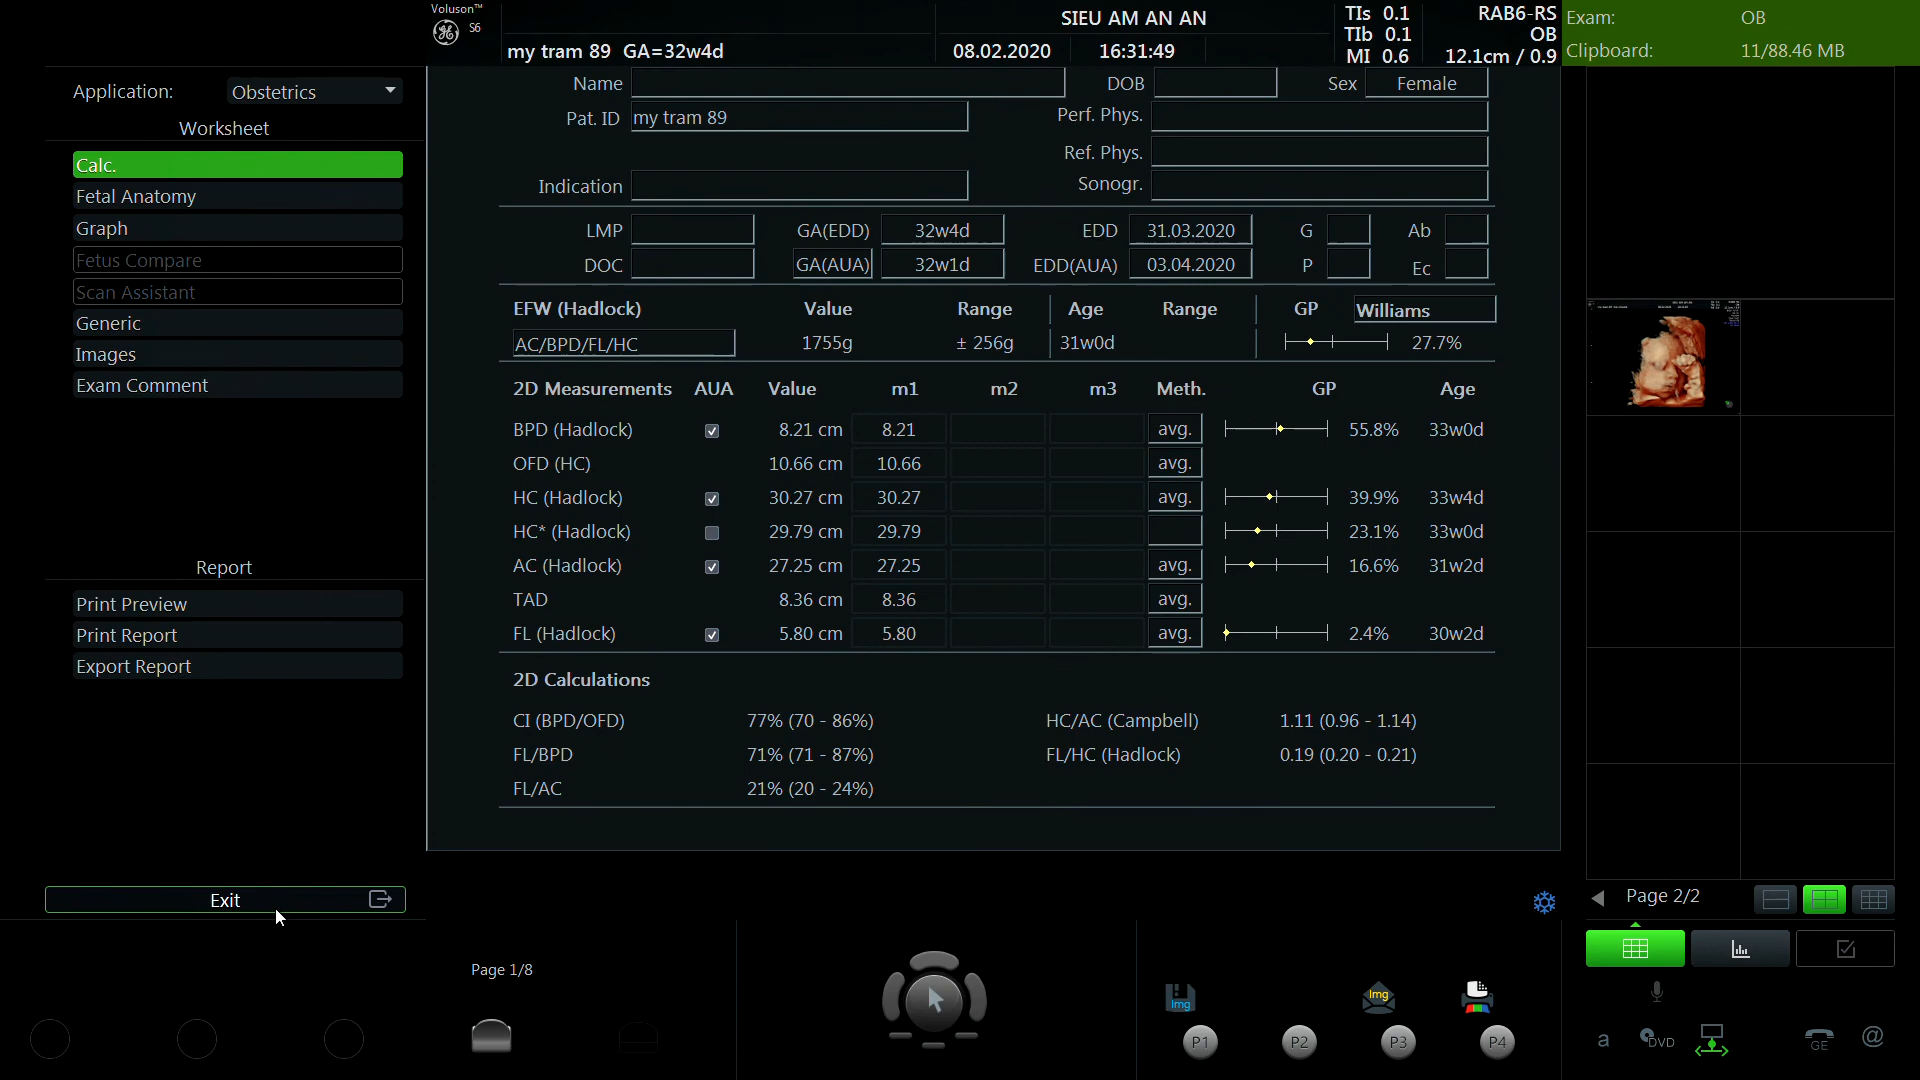 Voluson™
S6
my tram 89 GA=32w4d
SIEU AM AN AN
08.02.2020 16:31:49
TIs 0.1
TIb 0.1
MI 0.6
RAB6-RS
OB
12.1cm / 0.9
Exam: OB
Clipboard: 11/88.46 MB
Application: Obstetrics
Worksheet
Calc.
Fetal Anatomy
Graph
Fetus Compare
Scan Assistant
Generic
Images
Exam Comment
Report
Print Preview
Print Report
Export Report
Exit
Name DOB Sex Female
Pat. ID my tram 89 Perf. Phys.
Ref. Phys.
Indication Sonogr.
LMP GA(EDD) 32w4d EDD 31.03.2020 G Ab
DOC GA(AUA) 32w1d EDD(AUA) 03.04.2020 P Ec
EFW (Hadlock) Value Range Age Range GP Williams
AC/BPD/FL/HC 1755g ± 256g 31w0d 27.7%
2D Measurements AUA Value m1 m2 m3 Meth. GP Age
BPD (Hadlock) 8.21 cm 8.21 avg. 55.8% 33w0d
OFD (HC) 10.66 cm 10.66 avg.
HC (Hadlock) 30.27 cm 30.27 avg. 39.9% 33w4d
HC* (Hadlock) 29.79 cm 29.79 23.1% 33w0d
AC (Hadlock) 27.25 cm 27.25 avg. 16.6% 31w2d
TAD 8.36 cm 8.36 avg.
FL (Hadlock) 5.80 cm 5.80 avg. 2.4% 30w2d
2D Calculations
CI (BPD/OFD) 77% (70 - 86%) HC/AC (Campbell) 1.11 (0.96 - 1.14)
FL/BPD 71% (71 - 87%) FL/HC (Hadlock) 0.19 (0.20 - 0.21)
FL/AC 21% (20 - 24%)
Page 2/2
Page 1/8
Img
Img
P1 P2 P3 P4
a DVD GE @